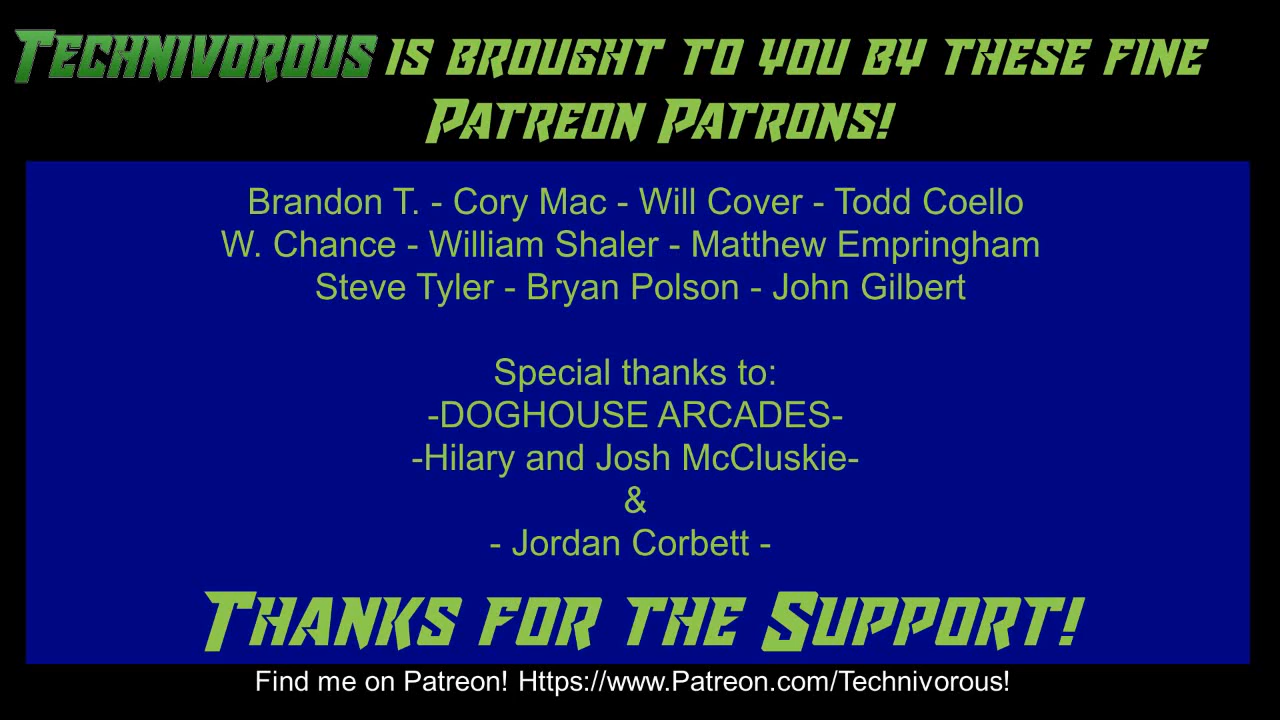 Technivorous is brought to you by these fine
Patreon Patrons!
Brandon T. - Cory Mac - Will Cover - Todd Coello
W. Chance - William Shaler - Matthew Empringham
Steve Tyler - Bryan Polson - John Gilbert
Special thanks to:
-DOGHOUSE ARCADES-
-Hilary and Josh McCluskie-
&
- Jordan Corbett -
Thanks for the Support!
Find me on Patreon! Https://www.Patreon.com/Technivorous!